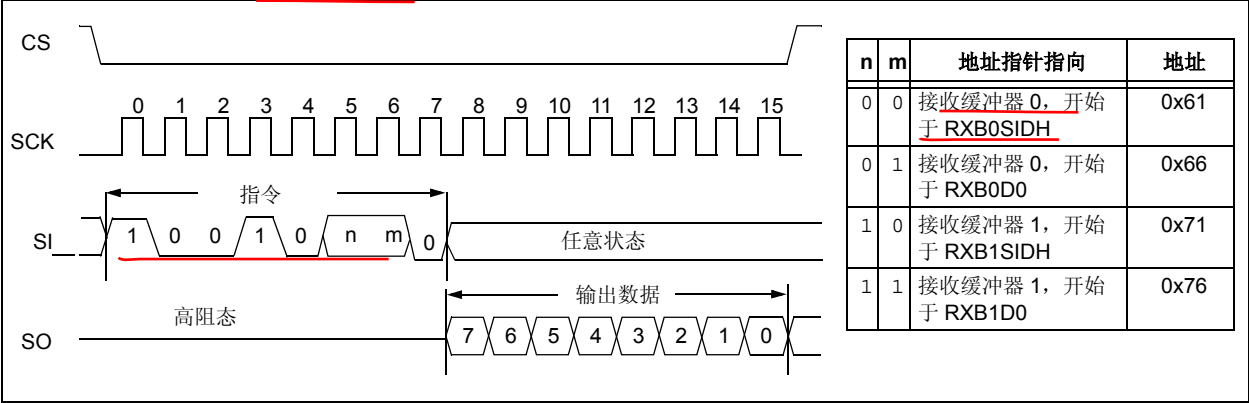 CS
0 1 2 3 4 5 6 7 8 9 10 11 12 13 14 15
SCK
指令
SI
1 0 0 1 0 n m 0
任意状态
输出数据
高阻态
SO
7 6 5 4 3 2 1 0
n m 地址指针指向 地址
0 0 接收缓冲器 0，开始 0x61
于 RXB0SIDH
0 1 接收缓冲器 0，开始 0x66
于 RXB0D0
1 0 接收缓冲器 1，开始 0x71
于 RXB1SIDH
1 1 接收缓冲器 1，开始 0x76
于 RXB1D0